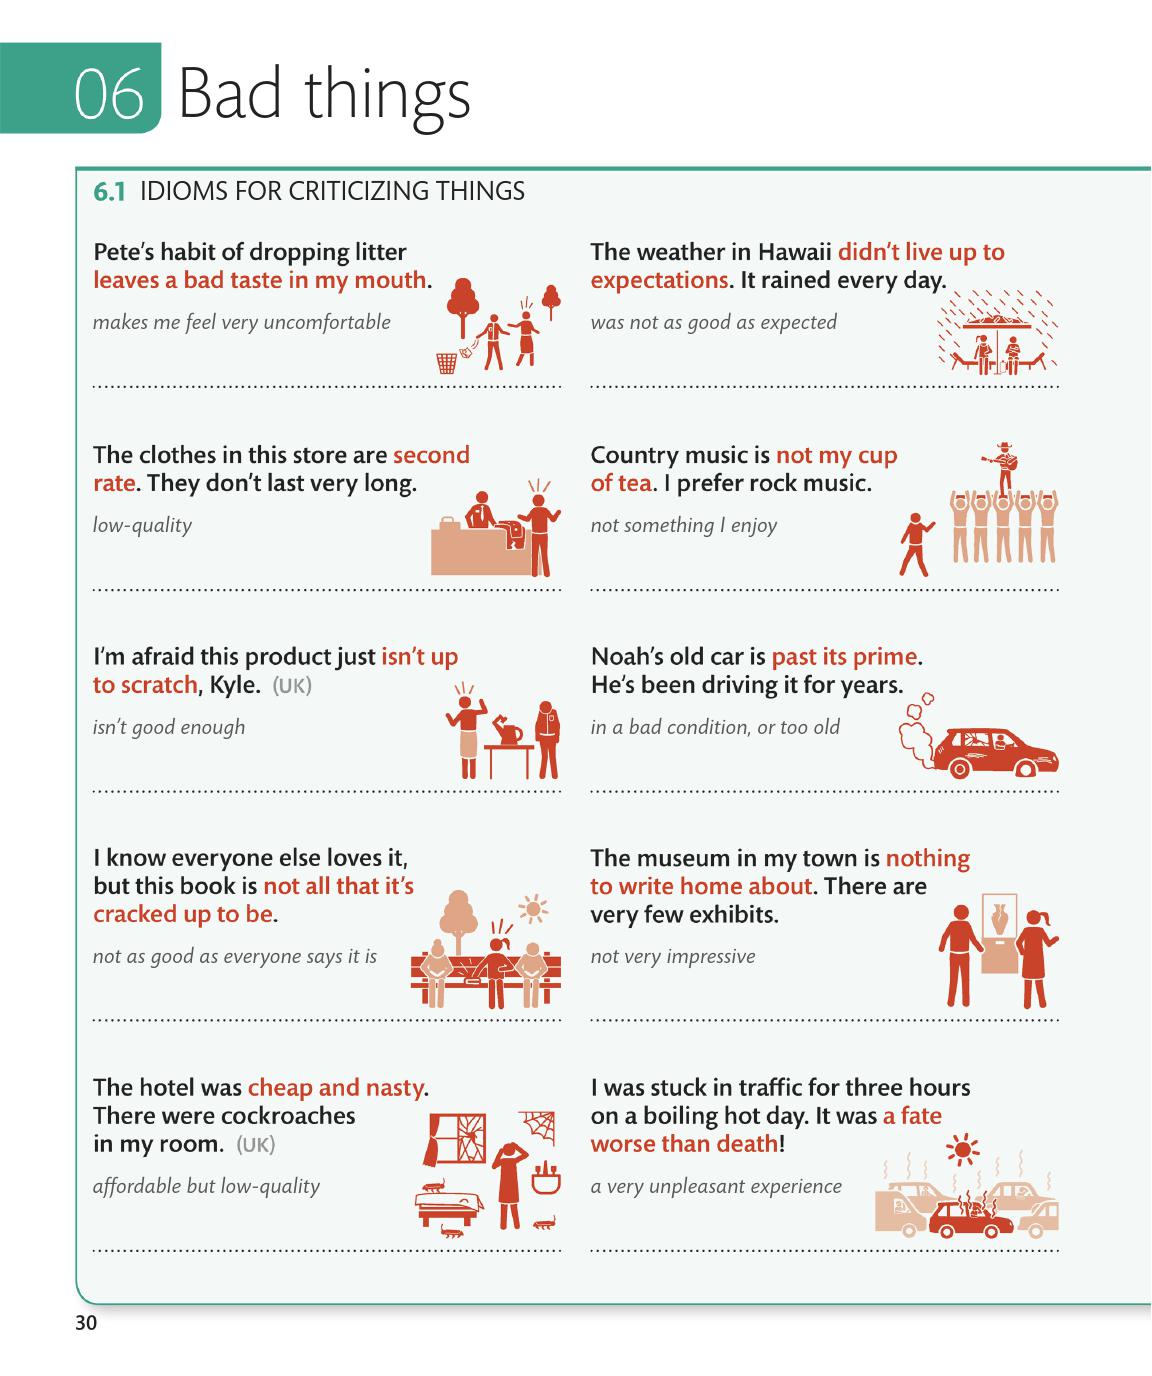 06 Bad things
6.1 IDIOMS FOR CRITICIZING THINGS
Pete's habit of dropping litter
leaves a bad taste in my mouth.
makes me feel very uncomfortable
The weather in Hawaii didn't live up to
expectations. It rained every day.
was not as good as expected
The clothes in this store are second
rate. They don't last very long.
low-quality
Country music is not my cup
of tea. I prefer rock music.
not something I enjoy
I'm afraid this product just isn't up
to scratch, Kyle. (UK)
isn't good enough
Noah's old car is past its prime.
He's been driving it for years.
in a bad condition, or too old
I know everyone else loves it,
but this book is not all that it's
cracked up to be.
not as good as everyone says it is
The museum in my town is nothing
to write home about. There are
very few exhibits.
not very impressive
The hotel was cheap and nasty.
There were cockroaches
in my room. (UK)
affordable but low-quality
I was stuck in traffic for three hours
on a boiling hot day. It was a fate
worse than death!
a very unpleasant experience
30